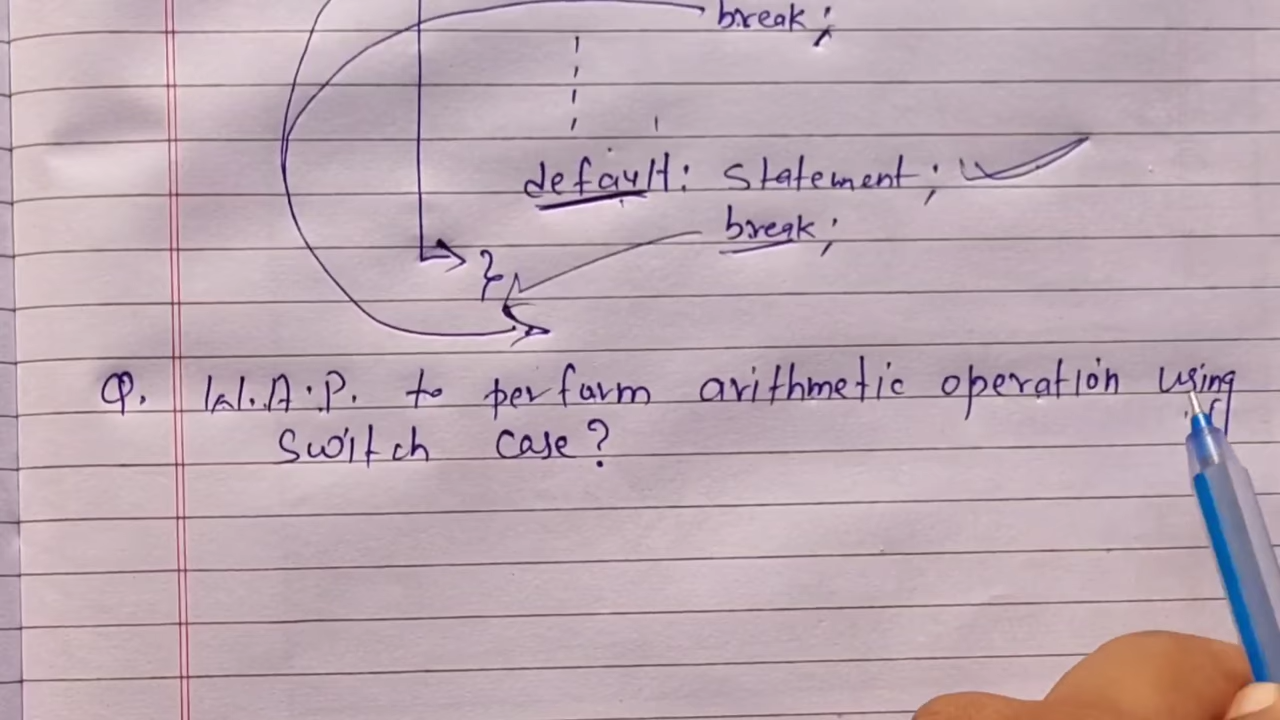 break;
default: statement;
break;
}
Q. W.A.P. to perform arithmetic operation using
switch case?